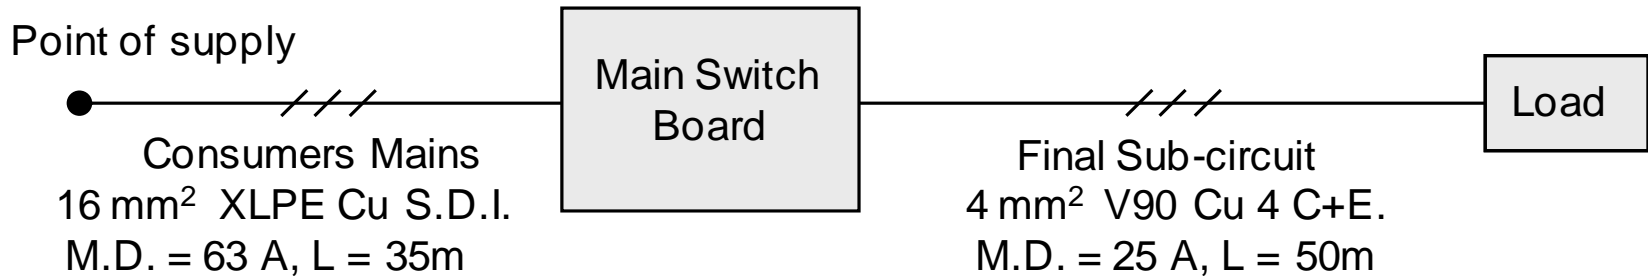 Point of supply
Main Switch
Board
Load
Consumers Mains
16 mm² XLPE Cu S.D.I.
M.D. = 63 A, L = 35m
Final Sub-circuit
4 mm² V90 Cu 4 C+E.
M.D. = 25 A, L = 50m